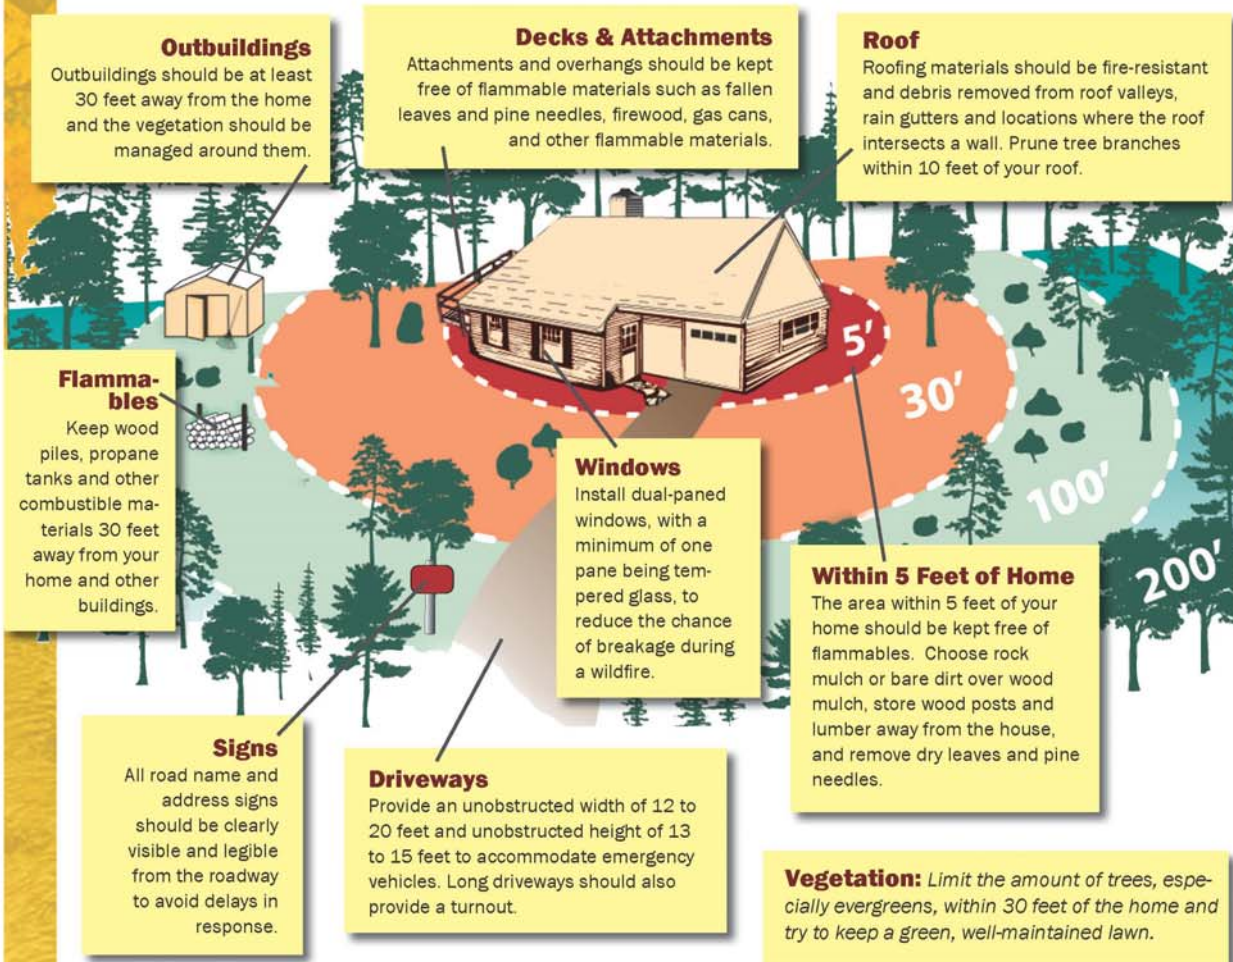 Outbuildings
Outbuildings should be at least
30 feet away from the home
and the vegetation should be
managed around them.
Decks & Attachments
Attachments and overhangs should be kept
free of flammable materials such as fallen
leaves and pine needles, firewood, gas cans,
and other flammable materials.
Roof
Roofing materials should be fire-resistant
and debris removed from roof valleys,
rain gutters and locations where the roof
intersects a wall. Prune tree branches
within 10 feet of your roof.
5'
30'
100'
200'
Flamma-
bles
Keep wood
piles, propane
tanks and other
combustible ma-
terials 30 feet
away from your
home and other
buildings.
Windows
Install dual-paned
windows, with a
minimum of one
pane being tem-
pered glass, to
reduce the chance
of breakage during
a wildfire.
Within 5 Feet of Home
The area within 5 feet of your
home should be kept free of
flammables. Choose rock
mulch or bare dirt over wood
mulch, store wood posts and
lumber away from the house,
and remove dry leaves and pine
needles.
Signs
All road name and
address signs
should be clearly
visible and legible
from the roadway
to avoid delays in
response.
Driveways
Provide an unobstructed width of 12 to
20 feet and unobstructed height of 13
to 15 feet to accommodate emergency
vehicles. Long driveways should also
provide a turnout.
Vegetation: Limit the amount of trees, espe-
cially evergreens, within 30 feet of the home and
try to keep a green, well-maintained lawn.